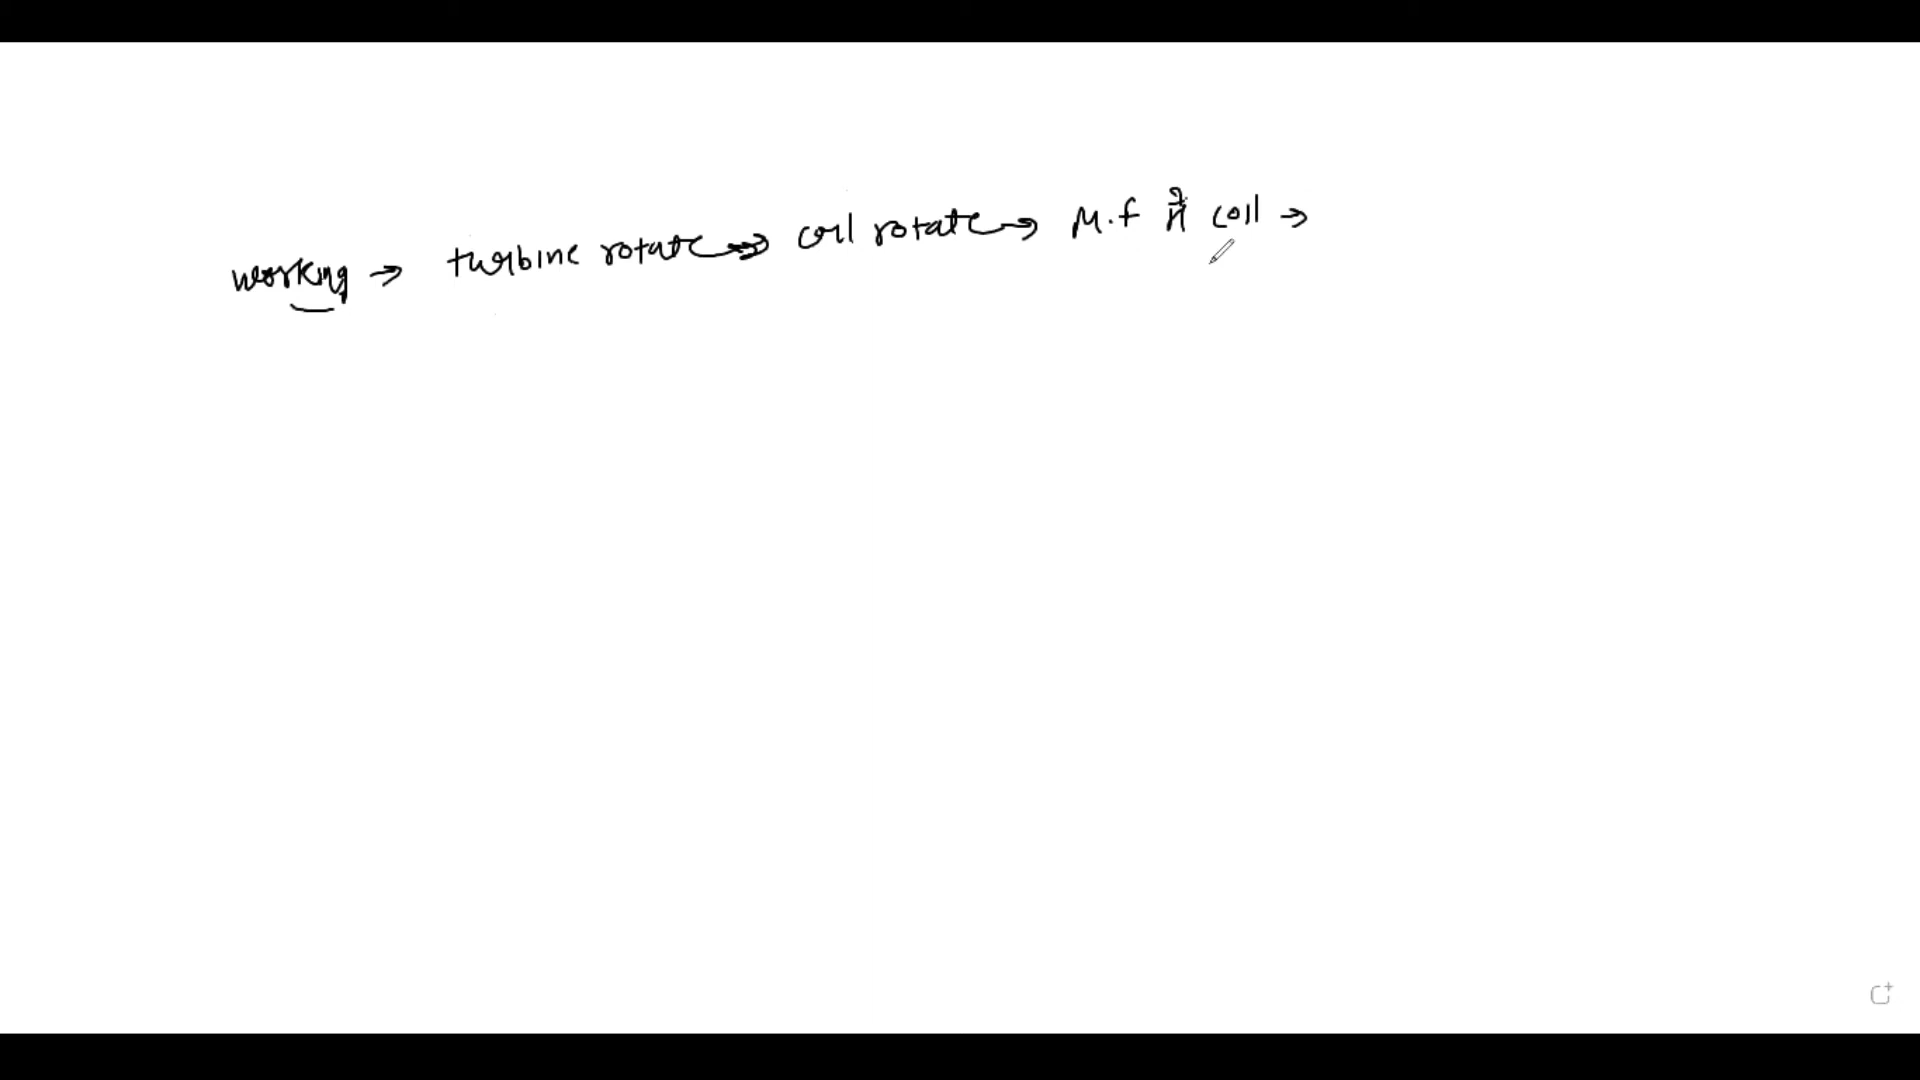 working → turbine rotate → coil rotate → M.f में coil →